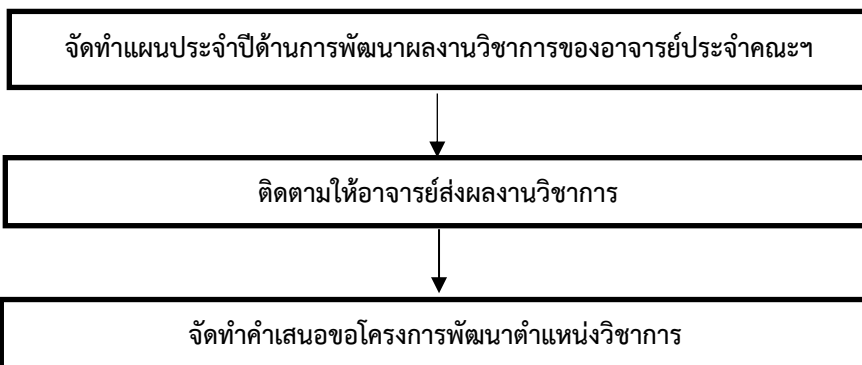 จัดทำแผนประจำปีด้านการพัฒนาผลงานวิชาการของอาจารย์ประจำคณะฯ
ติดตามให้อาจารย์ส่งผลงานวิชาการ
จัดทำคำเสนอขอโครงการพัฒนาตำแหน่งวิชาการ